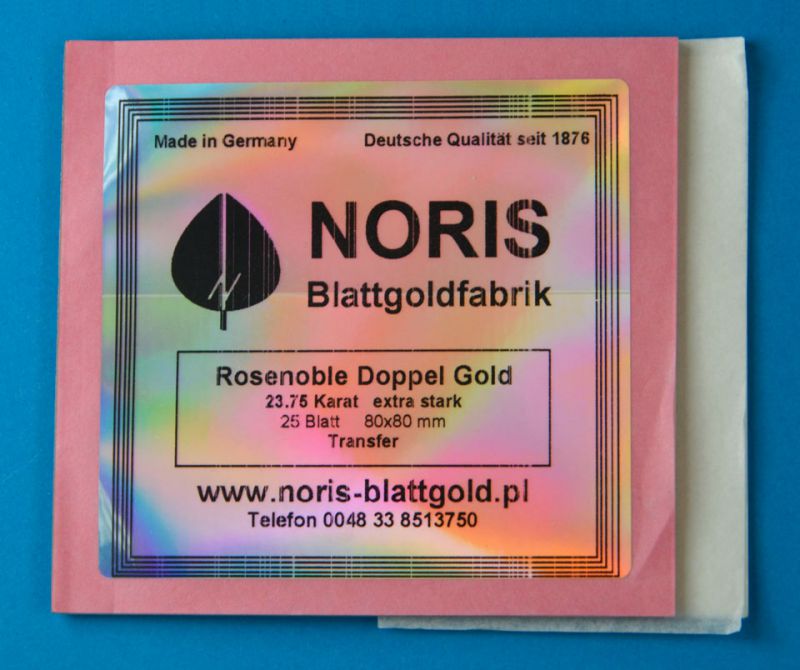 Made in Germany Deutsche Qualität seit 1876
NORIS
Blattgoldfabrik
Rosenoble Doppel Gold
23.75 Karat extra stark
25 Blatt 80x80 mm
Transfer
www.noris-blattgold.pl
Telefon 0048 33 8513750